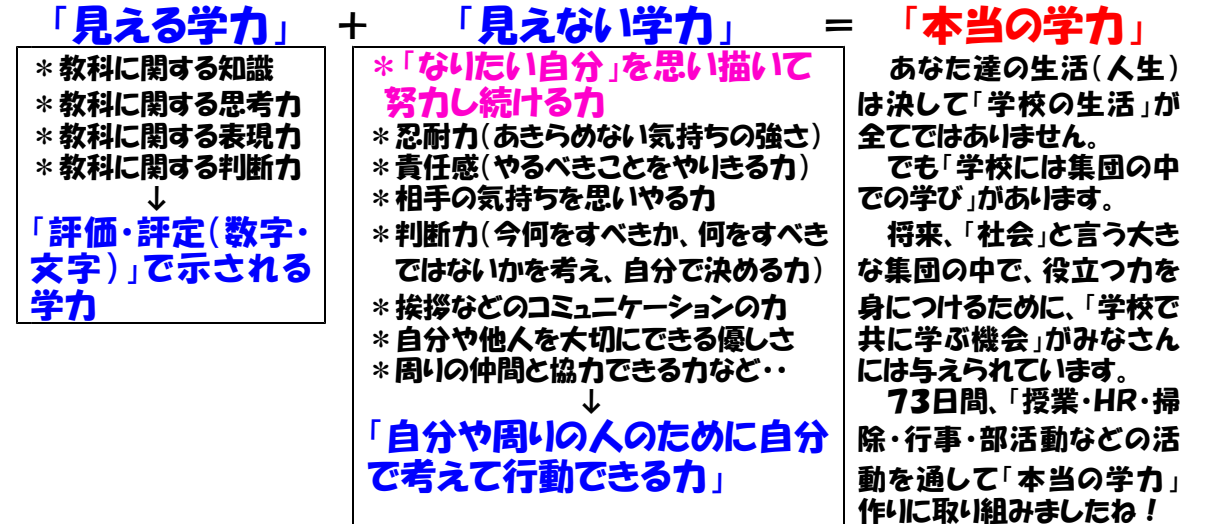 「見える学力」 + 「見えない学力」 = 「本当の学力」
＊教科に関する知識
＊教科に関する思考力
＊教科に関する表現力
＊教科に関する判断力
↓
「評価・評定(数字・
文字)」で示される
学力
＊「なりたい自分」を思い描いて
努力し続ける力
＊忍耐力(あきらめない気持ちの強さ)
＊責任感(やるべきことをやりきる力)
＊相手の気持ちを思いやる力
＊判断力(今何をすべきか、何をすべき
ではないかを考え、自分で決める力)
＊挨拶などのコミュニケーションの力
＊自分や他人を大切にできる優しさ
＊周りの仲間と協力できる力など・・
↓
「自分や周りの人のために自分
で考えて行動できる力」
あなた達の生活(人生)
は決して「学校の生活」が
全てではありません。
でも「学校には集団の中
での学び」があります。
将来、「社会」と言う大き
な集団の中で、役立つ力を
身につけるために、「学校で
共に学ぶ機会」がみなさん
には与えられています。
73日間、「授業・HR・掃
除・行事・部活動などの活
動を通して「本当の学力」
作りに取り組みましたね！